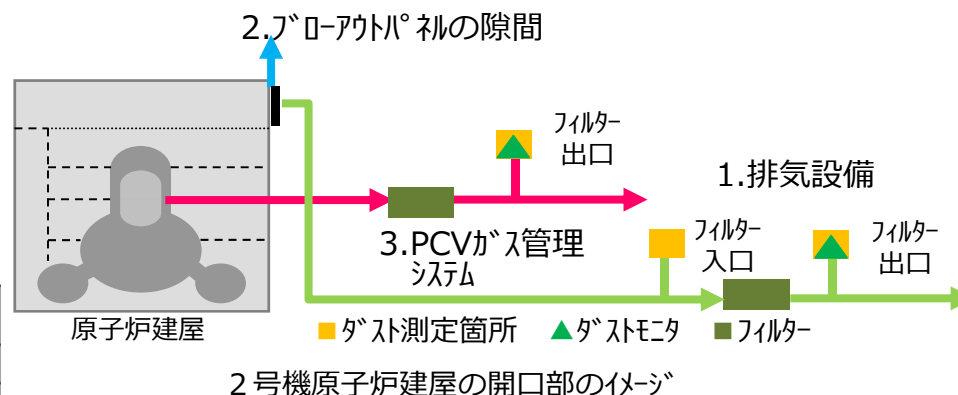 2.ﾌﾞﾛｰｱｳﾄﾊﾟﾈﾙの隙間
ﾌｨﾙﾀｰ
出口
1.排気設備
3.PCVｶﾞｽ管理
ｼｽﾃﾑ
ﾌｨﾙﾀｰ
入口
ﾌｨﾙﾀｰ
出口
原子炉建屋
■ﾀﾞｽﾄ測定箇所 ▲ﾀﾞｽﾄﾓﾆﾀ ■ﾌｨﾙﾀｰ
2号機原子炉建屋の開口部のｲﾒｰｼﾞ